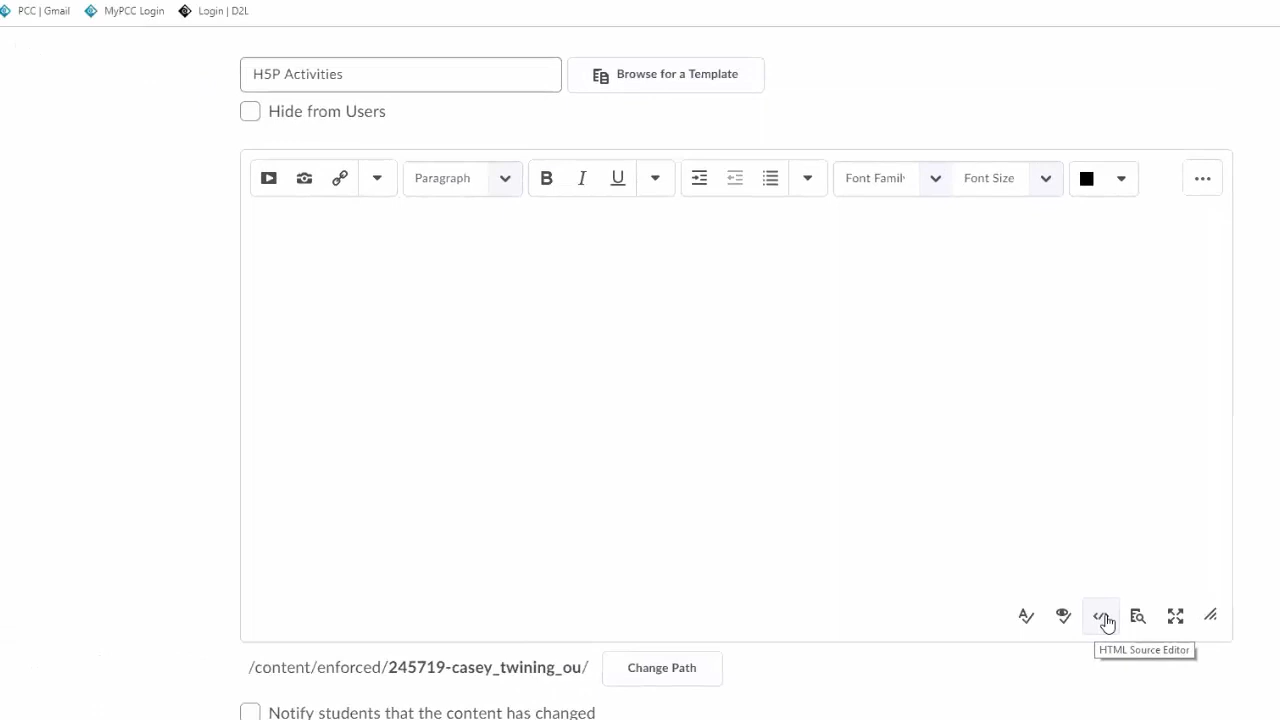 PCC | Gmail MyPCC Login Login | D2L
H5P Activities Browse for a Template
Hide from Users
Paragraph B I U Font Famil Font Size
HTML Source Editor
/content/enforced/245719-casey_twining_ou/ Change Path
Notify students that the content has changed